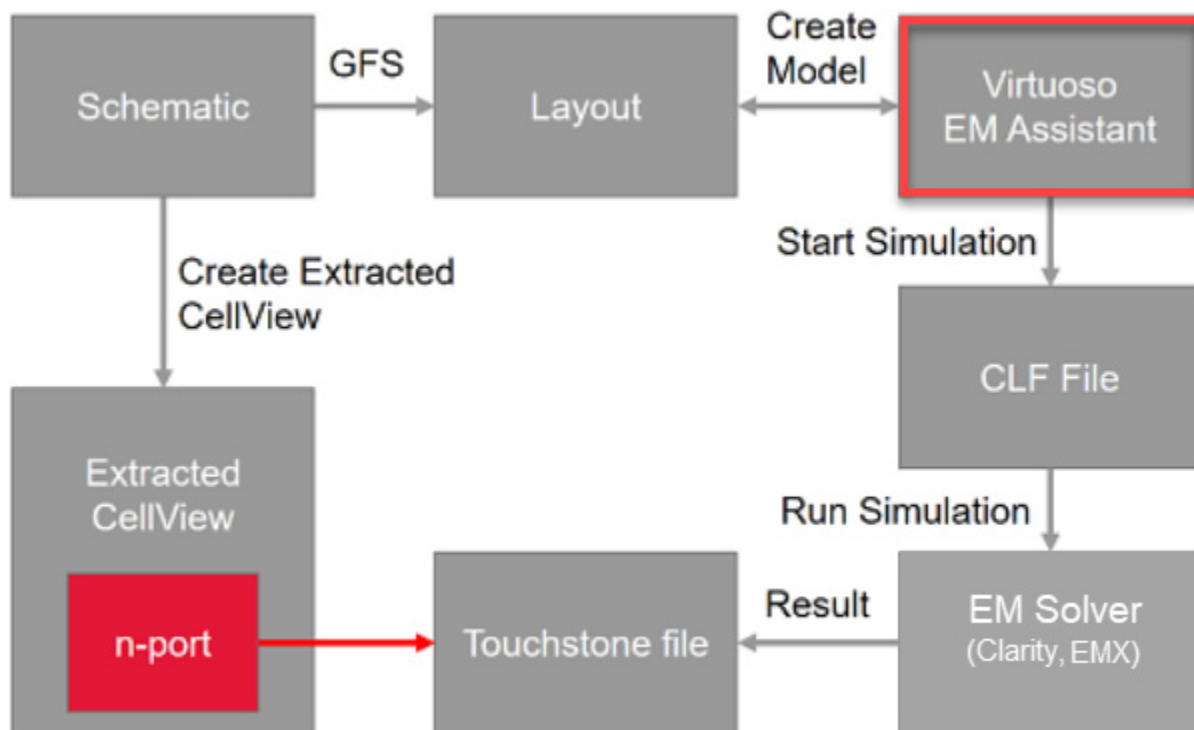 Schematic
GFS
Layout
Create
Model
Virtuoso
EM Assistant
Start Simulation
Create Extracted
CellView
CLF File
Extracted
CellView
Run Simulation
n-port
Touchstone file
Result
EM Solver
(Clarity, EMX)